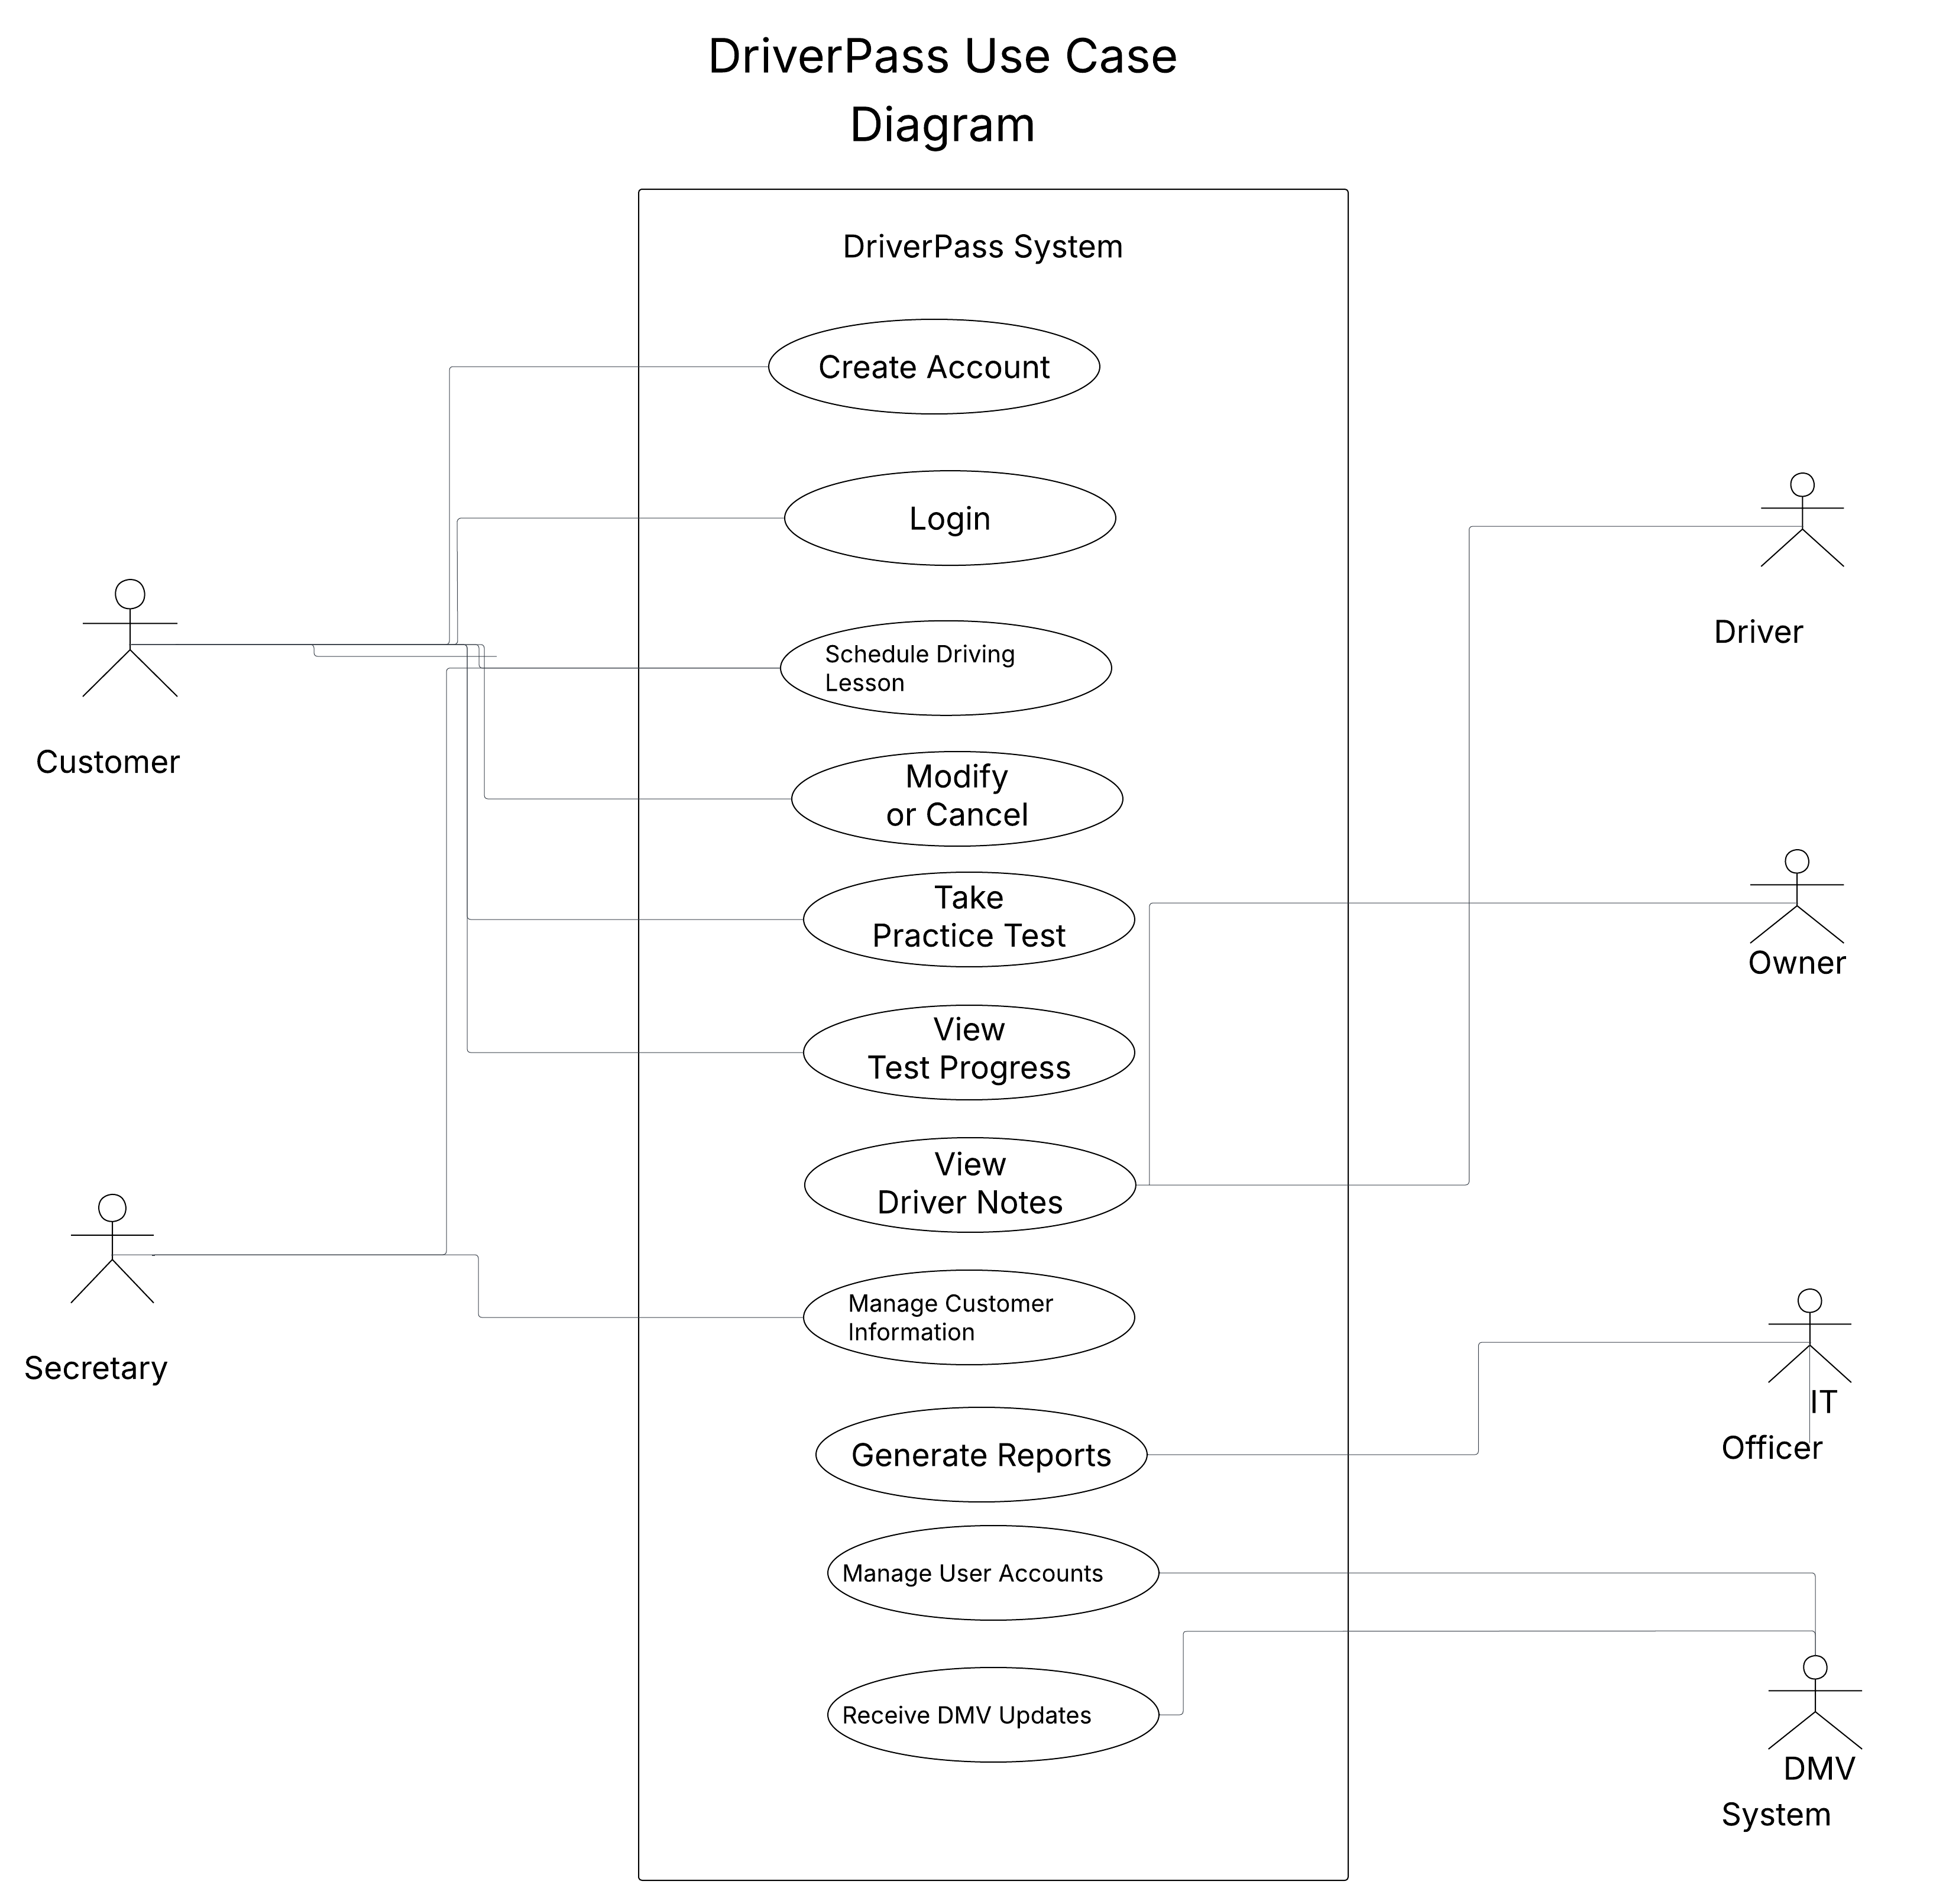 DriverPass Use Case
Diagram
DriverPass System
Create Account
Login
Schedule Driving
Lesson
Modify
or Cancel
Take
Practice Test
View
Test Progress
View
Driver Notes
Manage Customer
Information
Generate Reports
Manage User Accounts
Receive DMV Updates
Customer
Secretary
Driver
Owner
IT
Officer
DMV
System